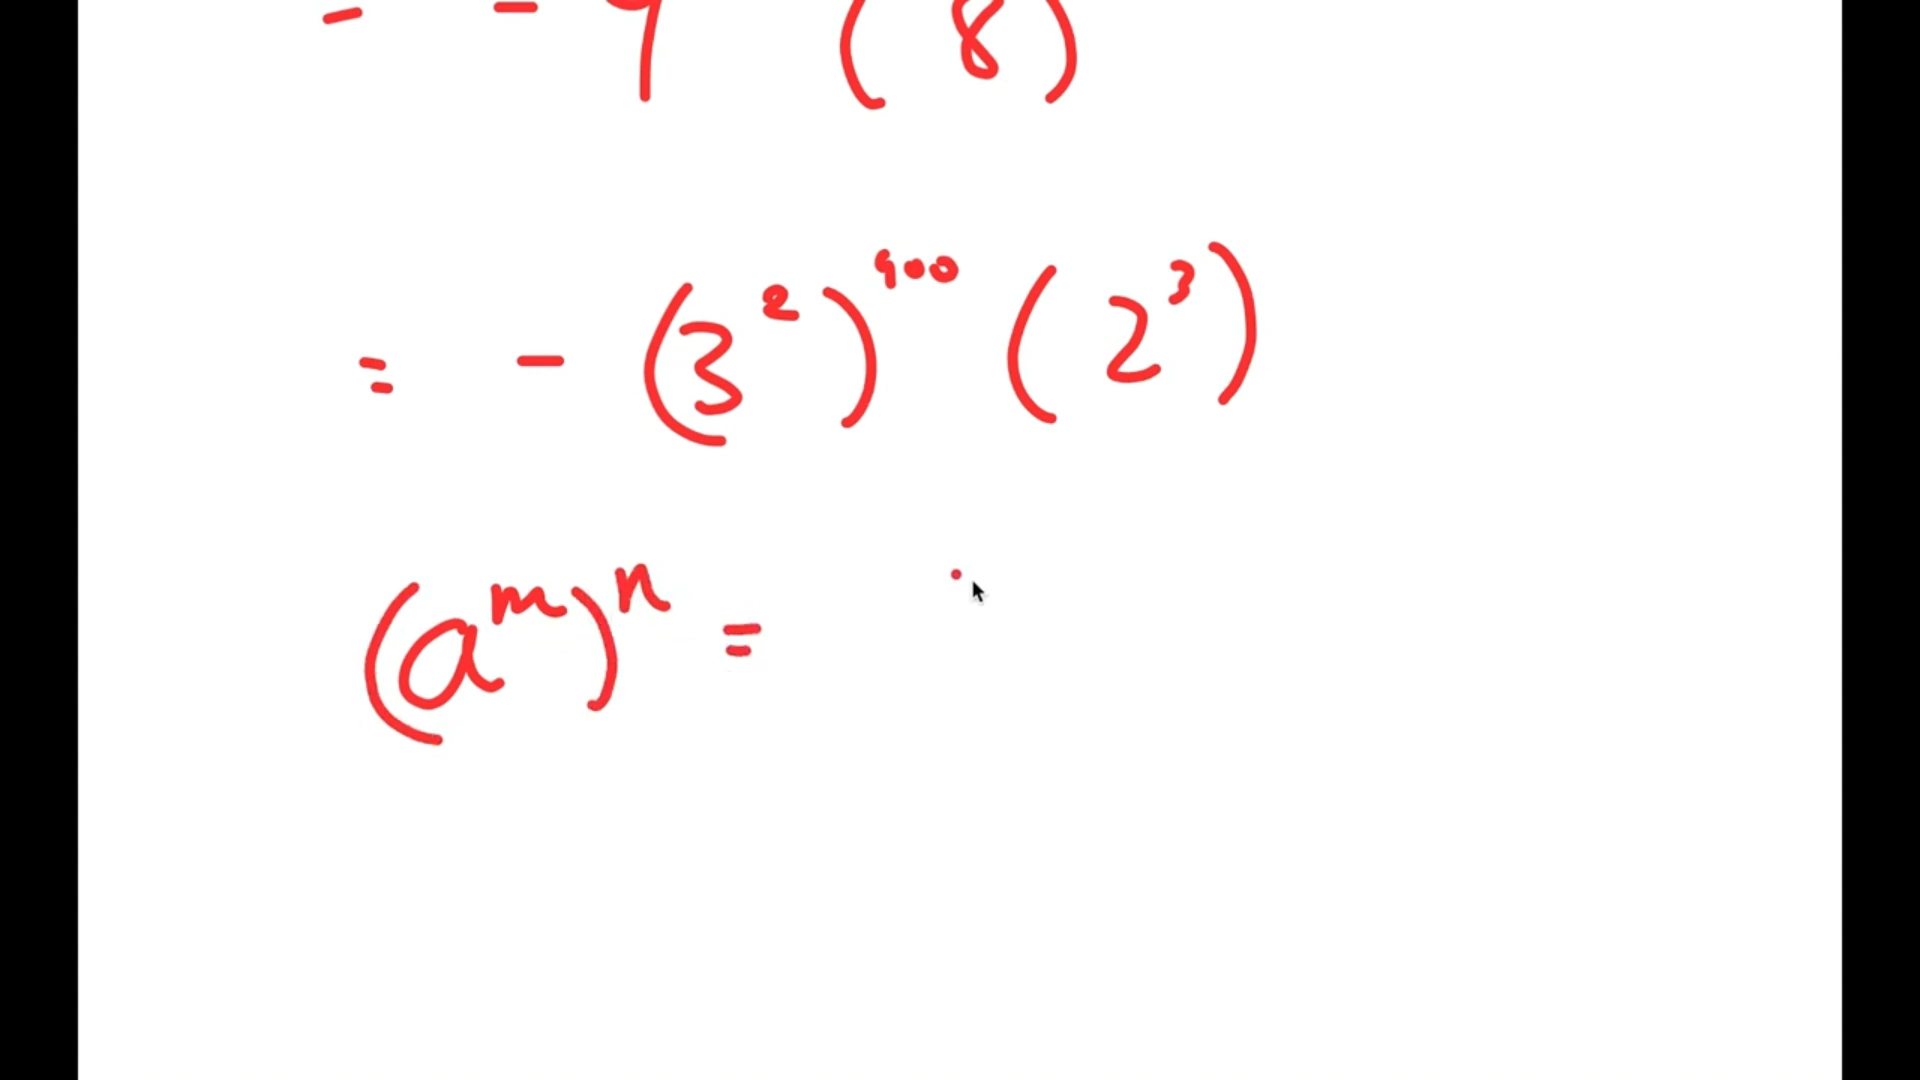 = -9 (8)
= - (3²)⁹⁰⁰ (2³)
(aᵐ)ⁿ =